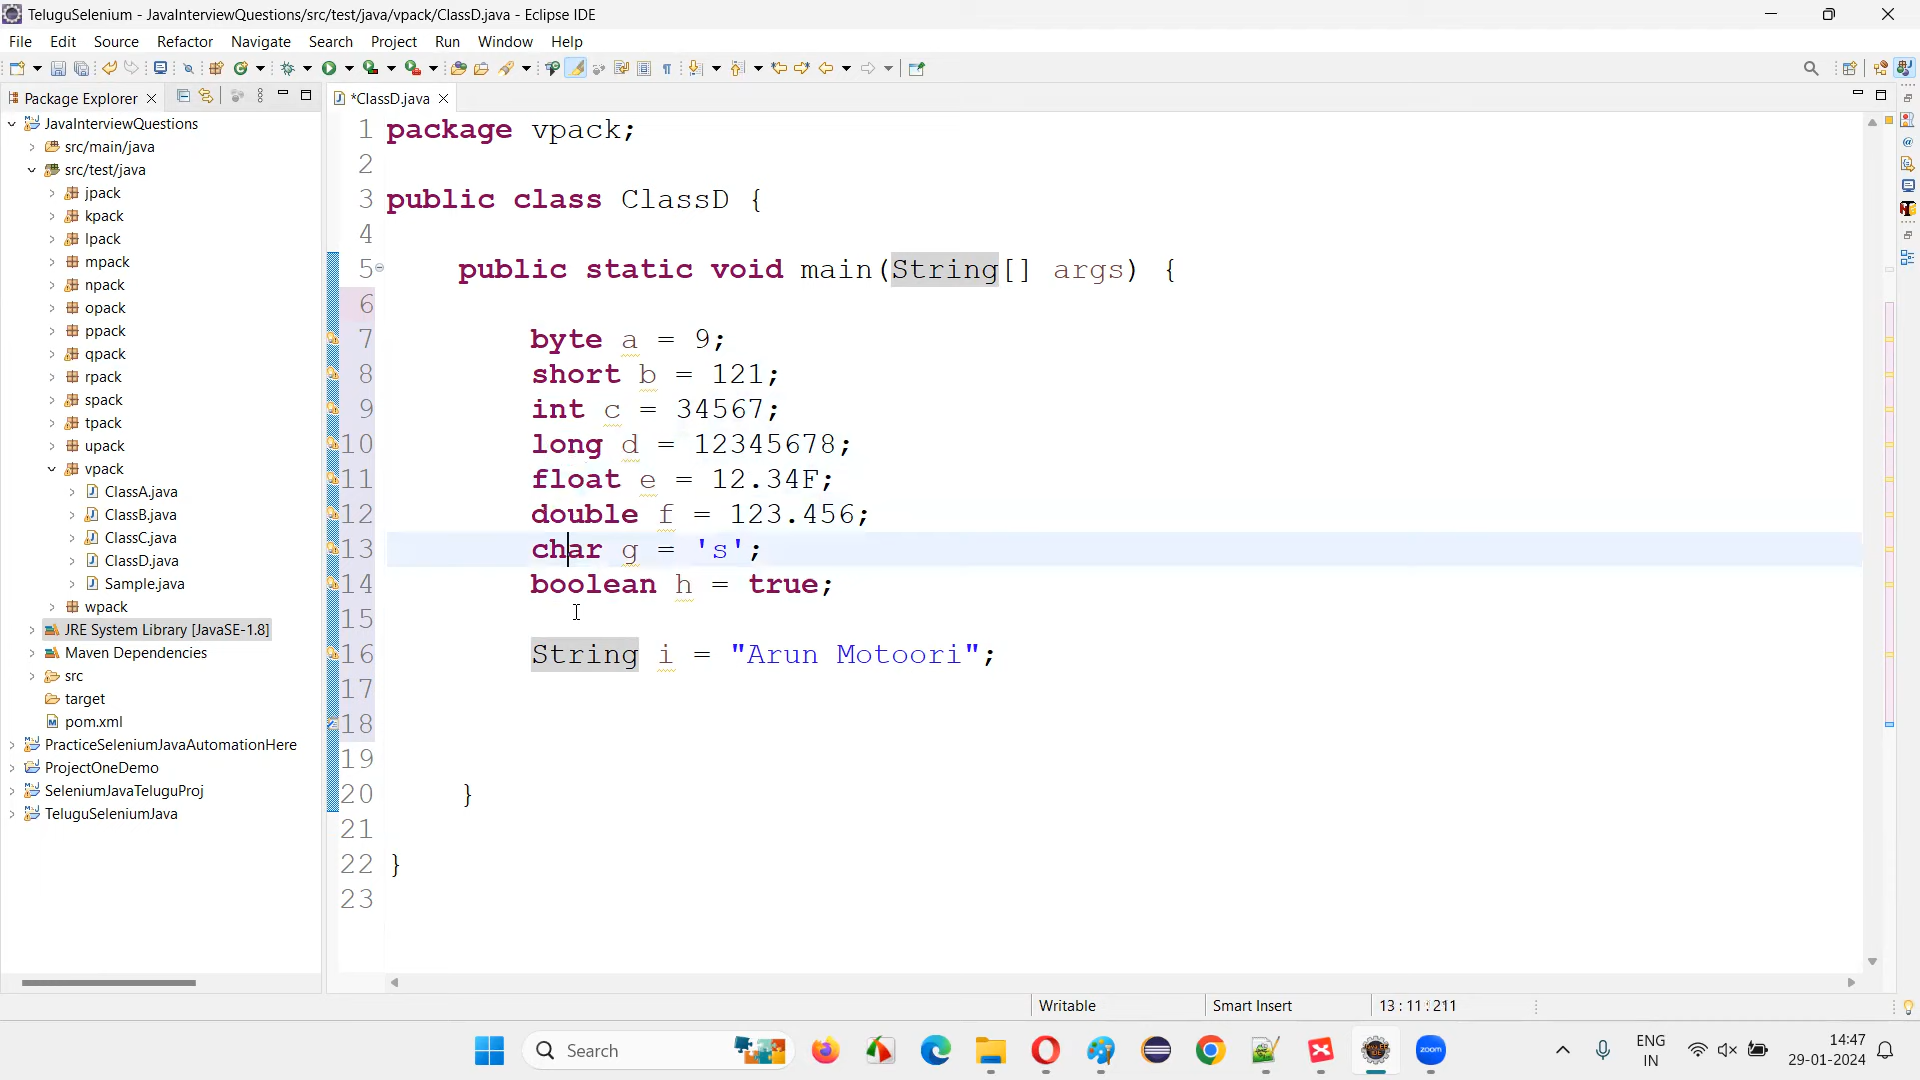 TeluguSelenium - JavaInterviewQuestions/src/test/java/vpack/ClassD.java - Eclipse IDE
File Edit Source Refactor Navigate Search Project Run Window Help
Package Explorer
JavaInterviewQuestions
src/main/java
src/test/java
jpack
kpack
lpack
mpack
npack
opack
ppack
qpack
rpack
spack
tpack
upack
vpack
ClassA.java
ClassB.java
ClassC.java
ClassD.java
Sample.java
wpack
JRE System Library [JavaSE-1.8]
Maven Dependencies
src
target
pom.xml
PracticeSeleniumJavaAutomationHere
ProjectOneDemo
SeleniumJavaTeluguProj
TeluguSeleniumJava
*ClassD.java
1 package vpack;
2
3 public class ClassD {
4
5 public static void main(String[] args) {
6
7 byte a = 9;
8 short b = 121;
9 int c = 34567;
10 long d = 12345678;
11 float e = 12.34F;
12 double f = 123.456;
13 char g = 's';
14 boolean h = true;
15
16 String i = "Arun Motoori";
17
18
19
20 }
21
22 }
23
Writable Smart Insert 13 : 11 : 211
Search
zoom
ENG
IN
14:47
29-01-2024